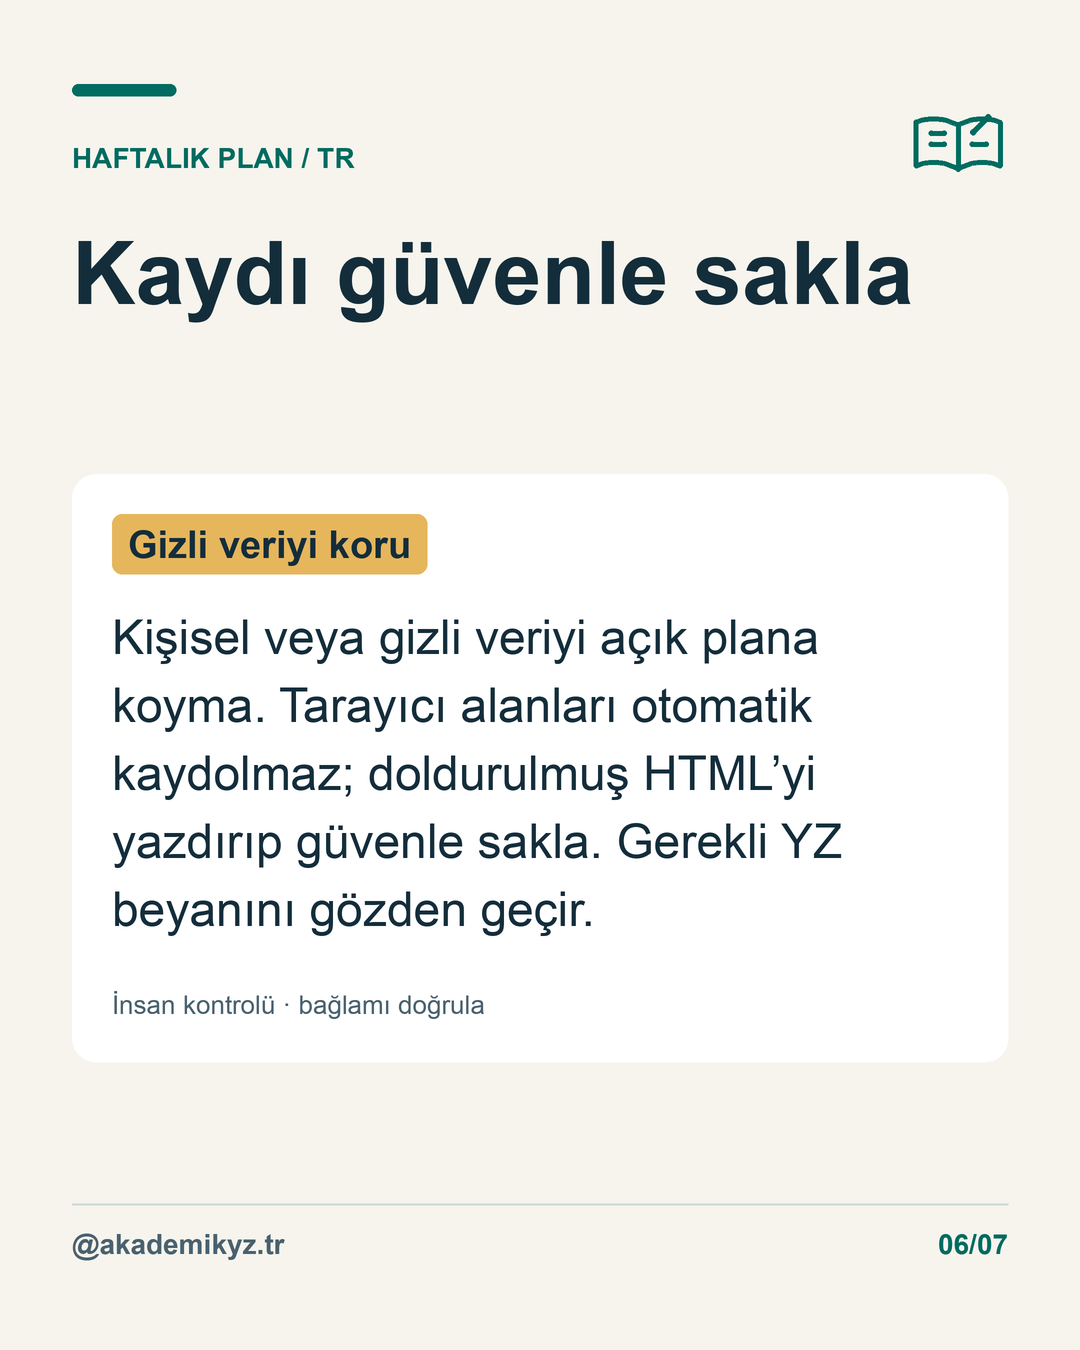 HAFTALIK PLAN / TR
Kaydı güvenle sakla
Gizli veriyi koru
Kişisel veya gizli veriyi açık plana
koyma. Tarayıcı alanları otomatik
kaydolmaz; doldurulmuş HTML’yi
yazdırıp güvenle sakla. Gerekli YZ
beyanını gözden geçir.
İnsan kontrolü · bağlamı doğrula
@akademikyz.tr
06/07